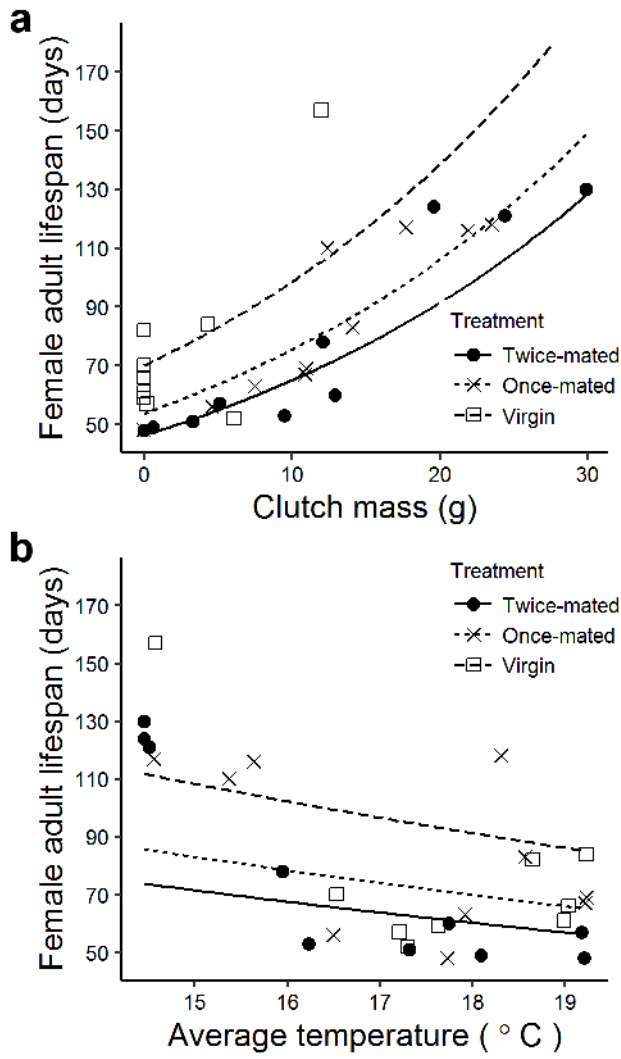 a
Female adult lifespan (days)
170
150
130
110
90
70
50
Treatment
Twice-mated
Once-mated
Virgin
0 10 20 30
Clutch mass (g)
b
Female adult lifespan (days)
170
150
130
110
90
70
50
Treatment
Twice-mated
Once-mated
Virgin
15 16 17 18 19
Average temperature ( ° C )